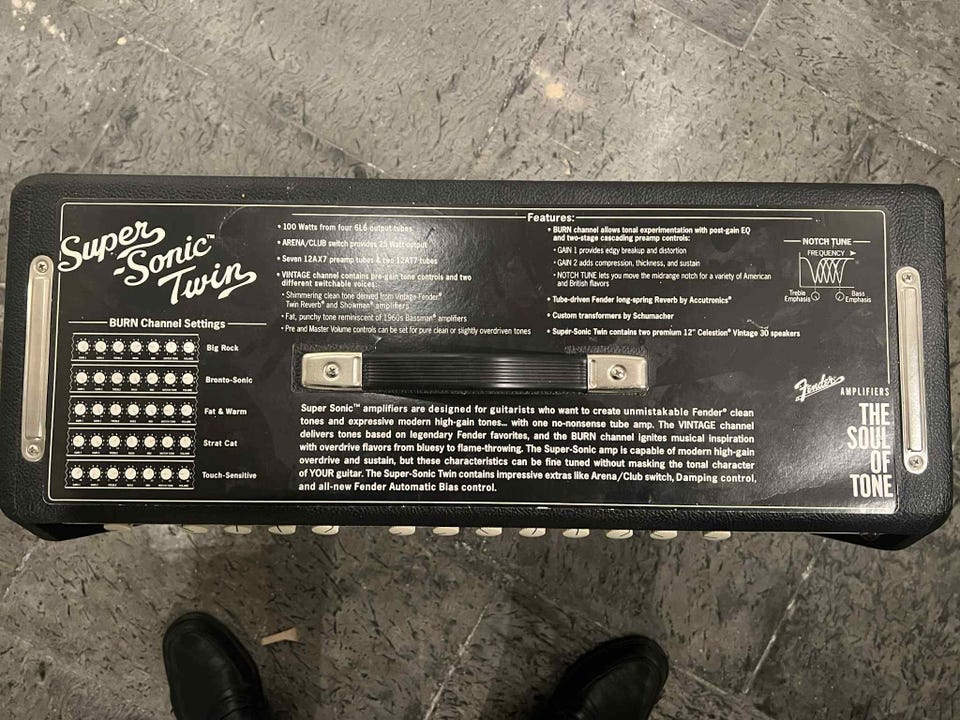 Super
-Sonic™
Twin
BURN Channel Settings
Big Rock
Bronto-Sonic
Fat & Warm
Strat Cat
Touch-Sensitive
Features:
• 100 Watts from four 6L6 output tubes
• ARENA/CLUB switch provides 25 Watt output
• Seven 12AX7 preamp tubes & two 12AT7 tubes
• VINTAGE channel contains pre-gain tone controls and two
different switchable voices:
• Shimmering clean tone derived from vintage Fender®
Twin Reverb® and Showman® amplifiers
• Fat, punchy tone reminiscent of 1960s Bassman® amplifiers
• Pre and Master Volume controls can be set for pure clean or slightly overdriven tones
• BURN channel allows tonal experimentation with post-gain EQ
and two-stage cascading preamp controls:
• GAIN 1 provides edgy breakup and distortion
• GAIN 2 adds compression, thickness, and sustain
• NOTCH TUNE lets you move the midrange notch for a variety of American
and British flavors
• Tube-driven Fender long-spring Reverb by Accutronics®
• Custom transformers by Schumacher
• Super-Sonic Twin contains two premium 12" Celestion® Vintage 30 speakers
NOTCH TUNE
FREQUENCY
Treble
Emphasis
Bass
Emphasis
Super Sonic™ amplifiers are designed for guitarists who want to create unmistakable Fender® clean
tones and expressive modern high-gain tones... with one no-nonsense tube amp. The VINTAGE channel
delivers tones based on legendary Fender favorites, and the BURN channel ignites musical inspiration
with overdrive flavors from bluesy to flame-throwing. The Super-Sonic amp is capable of modern high-gain
overdrive and sustain, but these characteristics can be fine tuned without masking the tonal character
of YOUR guitar. The Super-Sonic Twin contains impressive extras like Arena/Club switch, Damping control,
and all-new Fender Automatic Bias control.
Fender® AMPLIFIERS
THE
SOUL
OF
TONE